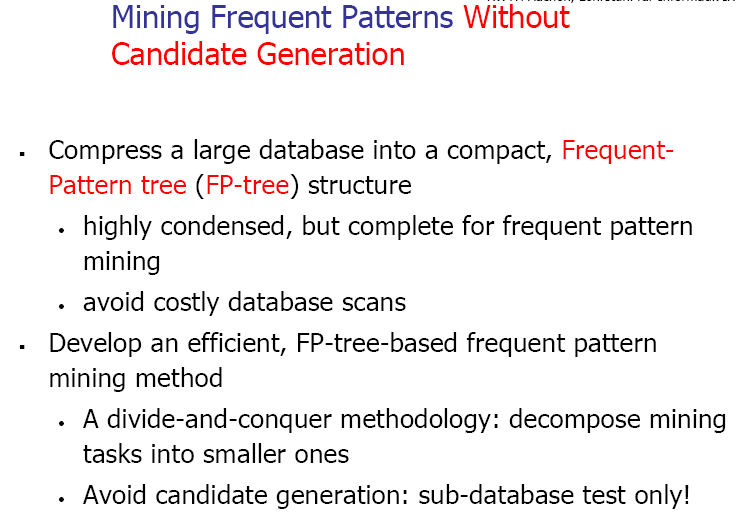 Mining Frequent Patterns Without
Candidate Generation
▪ Compress a large database into a compact, Frequent-
Pattern tree (FP-tree) structure
• highly condensed, but complete for frequent pattern
mining
• avoid costly database scans
▪ Develop an efficient, FP-tree-based frequent pattern
mining method
• A divide-and-conquer methodology: decompose mining
tasks into smaller ones
• Avoid candidate generation: sub-database test only!